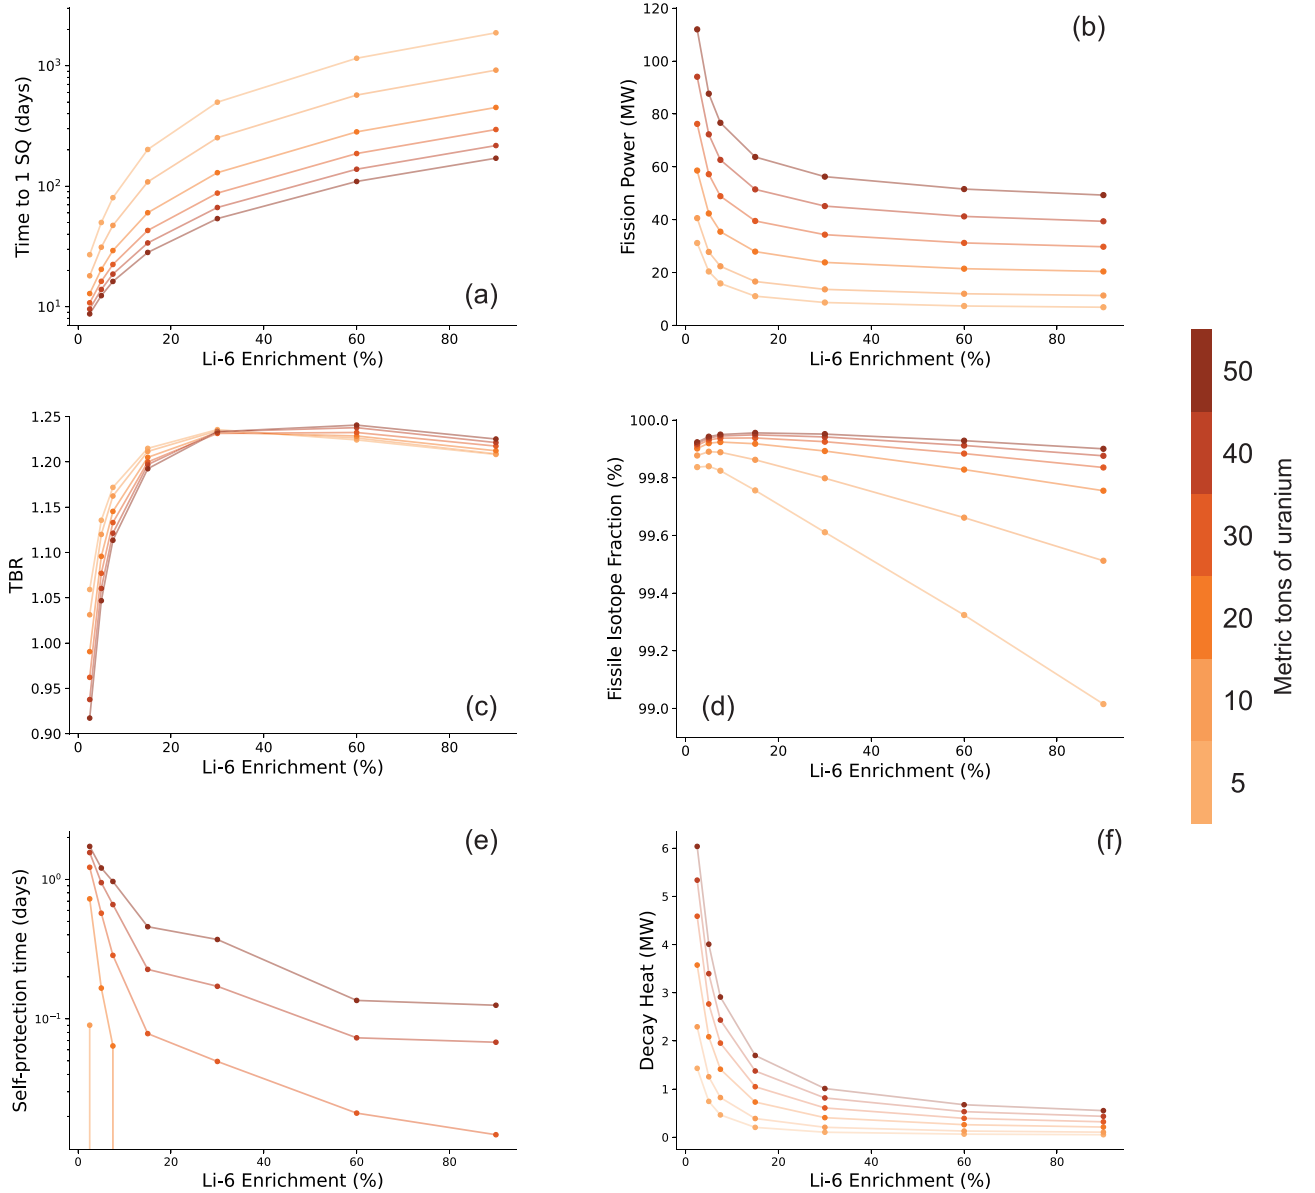 10³
10²
10¹
Time to 1 SQ (days)
(a)
0 20 40 60 80
Li-6 Enrichment (%)
120
100
80
60
40
20
0
Fission Power (MW)
(b)
0 20 40 60 80
Li-6 Enrichment (%)
1.25
1.20
1.15
1.10
1.05
1.00
0.95
0.90
TBR
(c)
0 20 40 60 80
Li-6 Enrichment (%)
100.0
99.8
99.6
99.4
99.2
99.0
Fissile Isotope Fraction (%)
(d)
0 20 40 60 80
Li-6 Enrichment (%)
10⁰
10⁻¹
Self-protection time (days)
(e)
0 20 40 60 80
Li-6 Enrichment (%)
6
5
4
3
2
1
0
Decay Heat (MW)
(f)
0 20 40 60 80
Li-6 Enrichment (%)
50
40
30
20
10
5
Metric tons of uranium